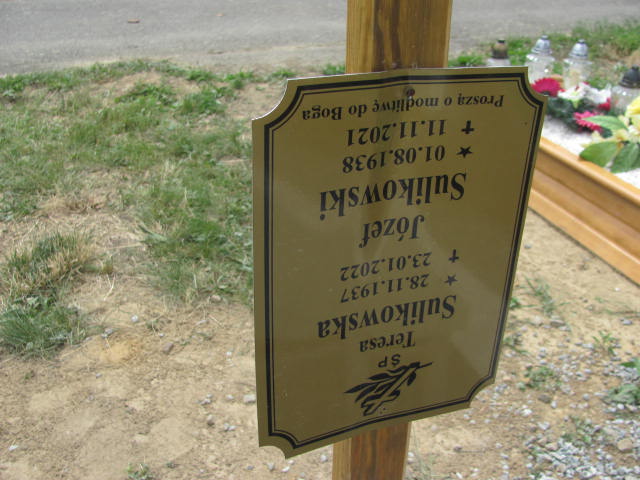 ŚP
Teresa
Sulikowska
★ 28.11.1937
✝ 23.01.2022
Józef
Sulikowski
★ 01.08.1938
✝ 11.11.2021
Proszą o modlitwę do Boga